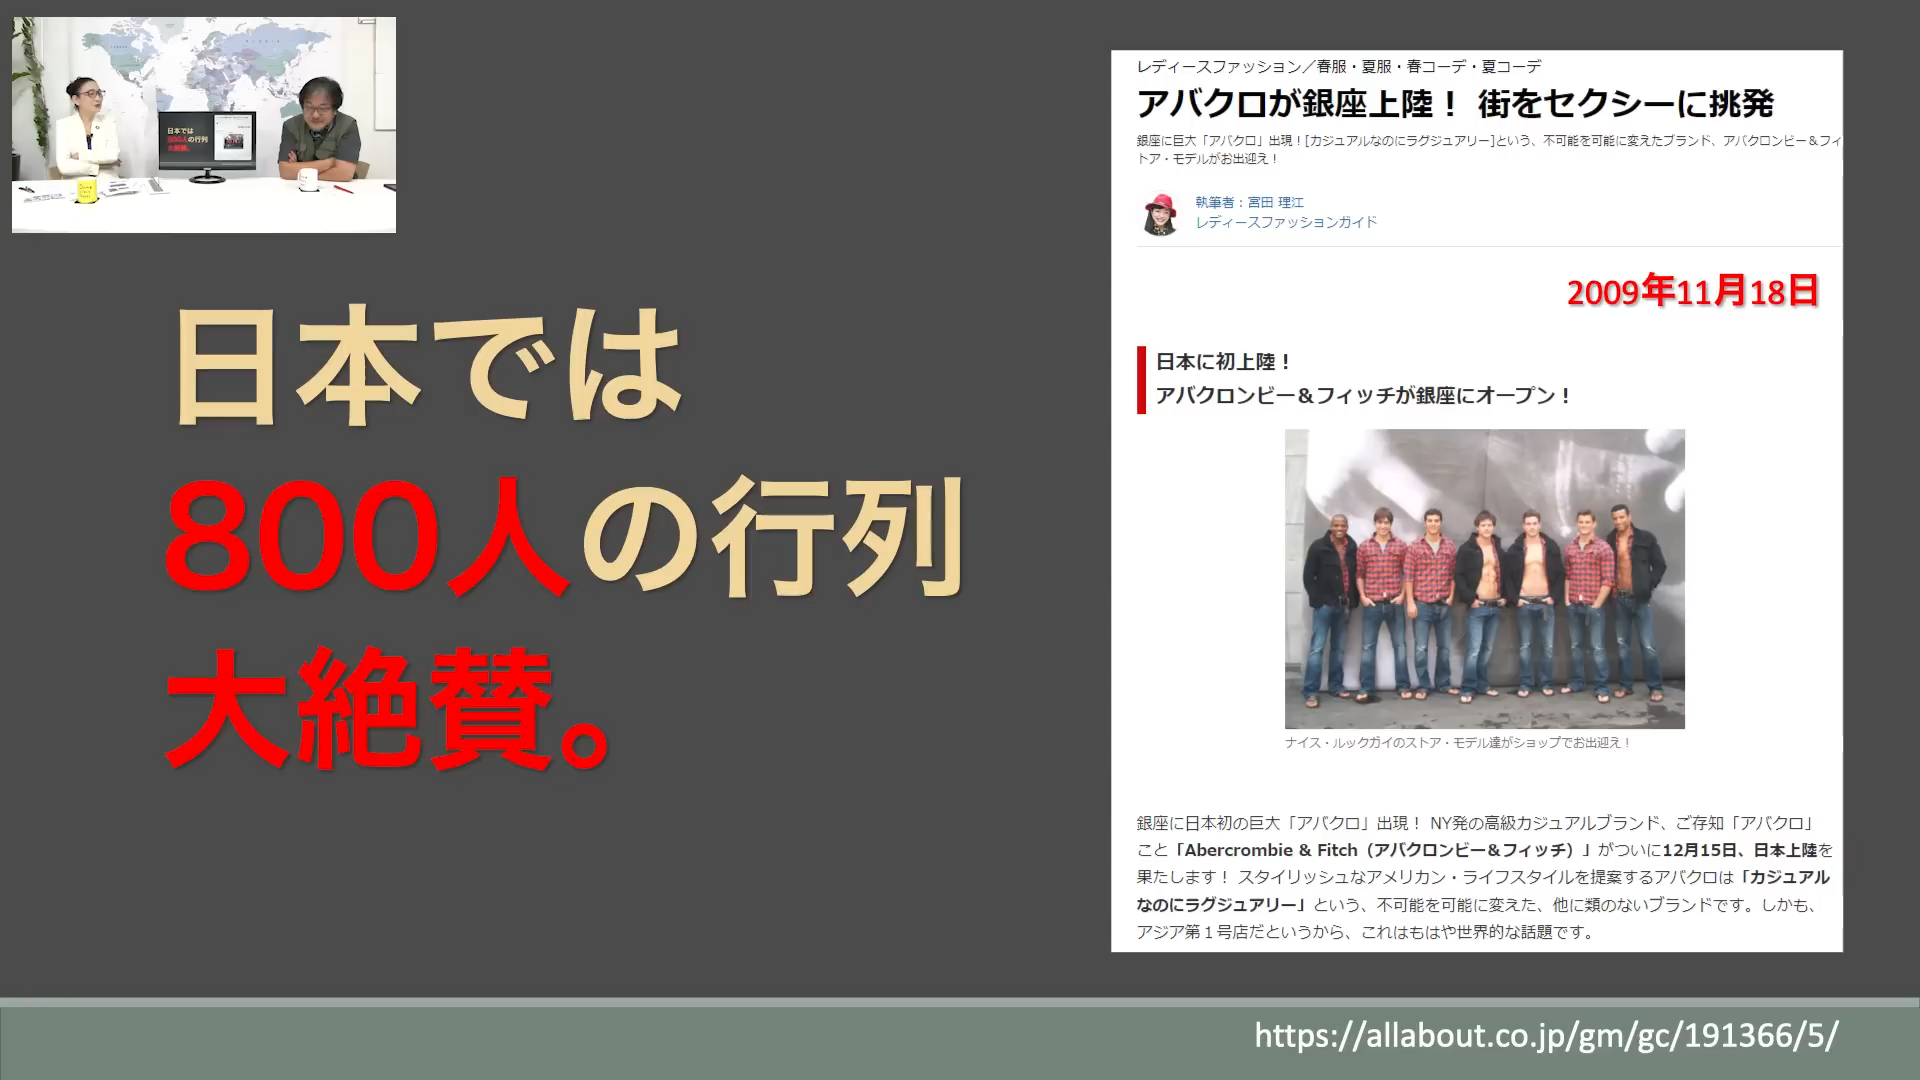 日本では
800人の行列
大絶賛。
レディースファッション／春服・夏服・春コーデ・夏コーデ
アバクロが銀座上陸！ 街をセクシーに挑発
銀座に巨大「アバクロ」出現！[カジュアルなのにラグジュアリー]という、不可能を可能に変えたブランド、アバクロンビー＆フィ
トア・モデルがお出迎え！
執筆者：宮田 理江
レディースファッションガイド
2009年11月18日
日本に初上陸！
アバクロンビー＆フィッチが銀座にオープン！
ナイス・ルックガイのストア・モデル達がショップでお出迎え！
銀座に日本初の巨大「アバクロ」出現！ NY発の高級カジュアルブランド、ご存知「アバクロ」
こと「Abercrombie & Fitch（アバクロンビー＆フィッチ）」がついに12月15日、日本上陸を
果たします！ スタイリッシュなアメリカン・ライフスタイルを提案するアバクロは「カジュアル
なのにラグジュアリー」という、不可能を可能に変えた、他に類のないブランドです。しかも、
アジア第１号店だというから、これはもはや世界的な話題です。
https://allabout.co.jp/gm/gc/191366/5/
日本では
800人の行列
大絶賛。